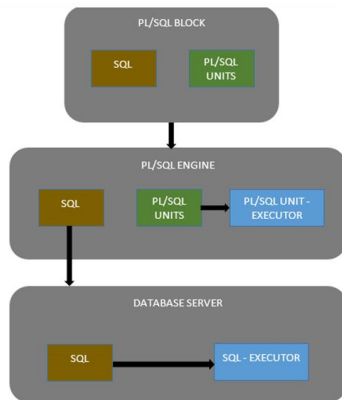 PL/SQL BLOCK
SQL
PL/SQL
UNITS
PL/SQL ENGINE
SQL
PL/SQL
UNITS
PL/SQL UNIT -
EXECUTOR
DATABASE SERVER
SQL
SQL - EXECUTOR